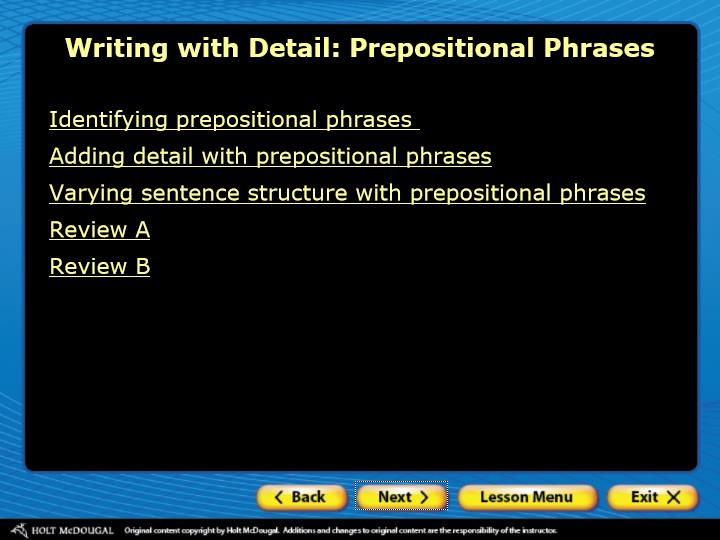 Writing with Detail: Prepositional Phrases
Identifying prepositional phrases
Adding detail with prepositional phrases
Varying sentence structure with prepositional phrases
Review A
Review B
Back Next Lesson Menu Exit
HOLT MCDOUGAL Original content copyright by Holt McDougal. Additions and changes to original content are the responsibility of the instructor.